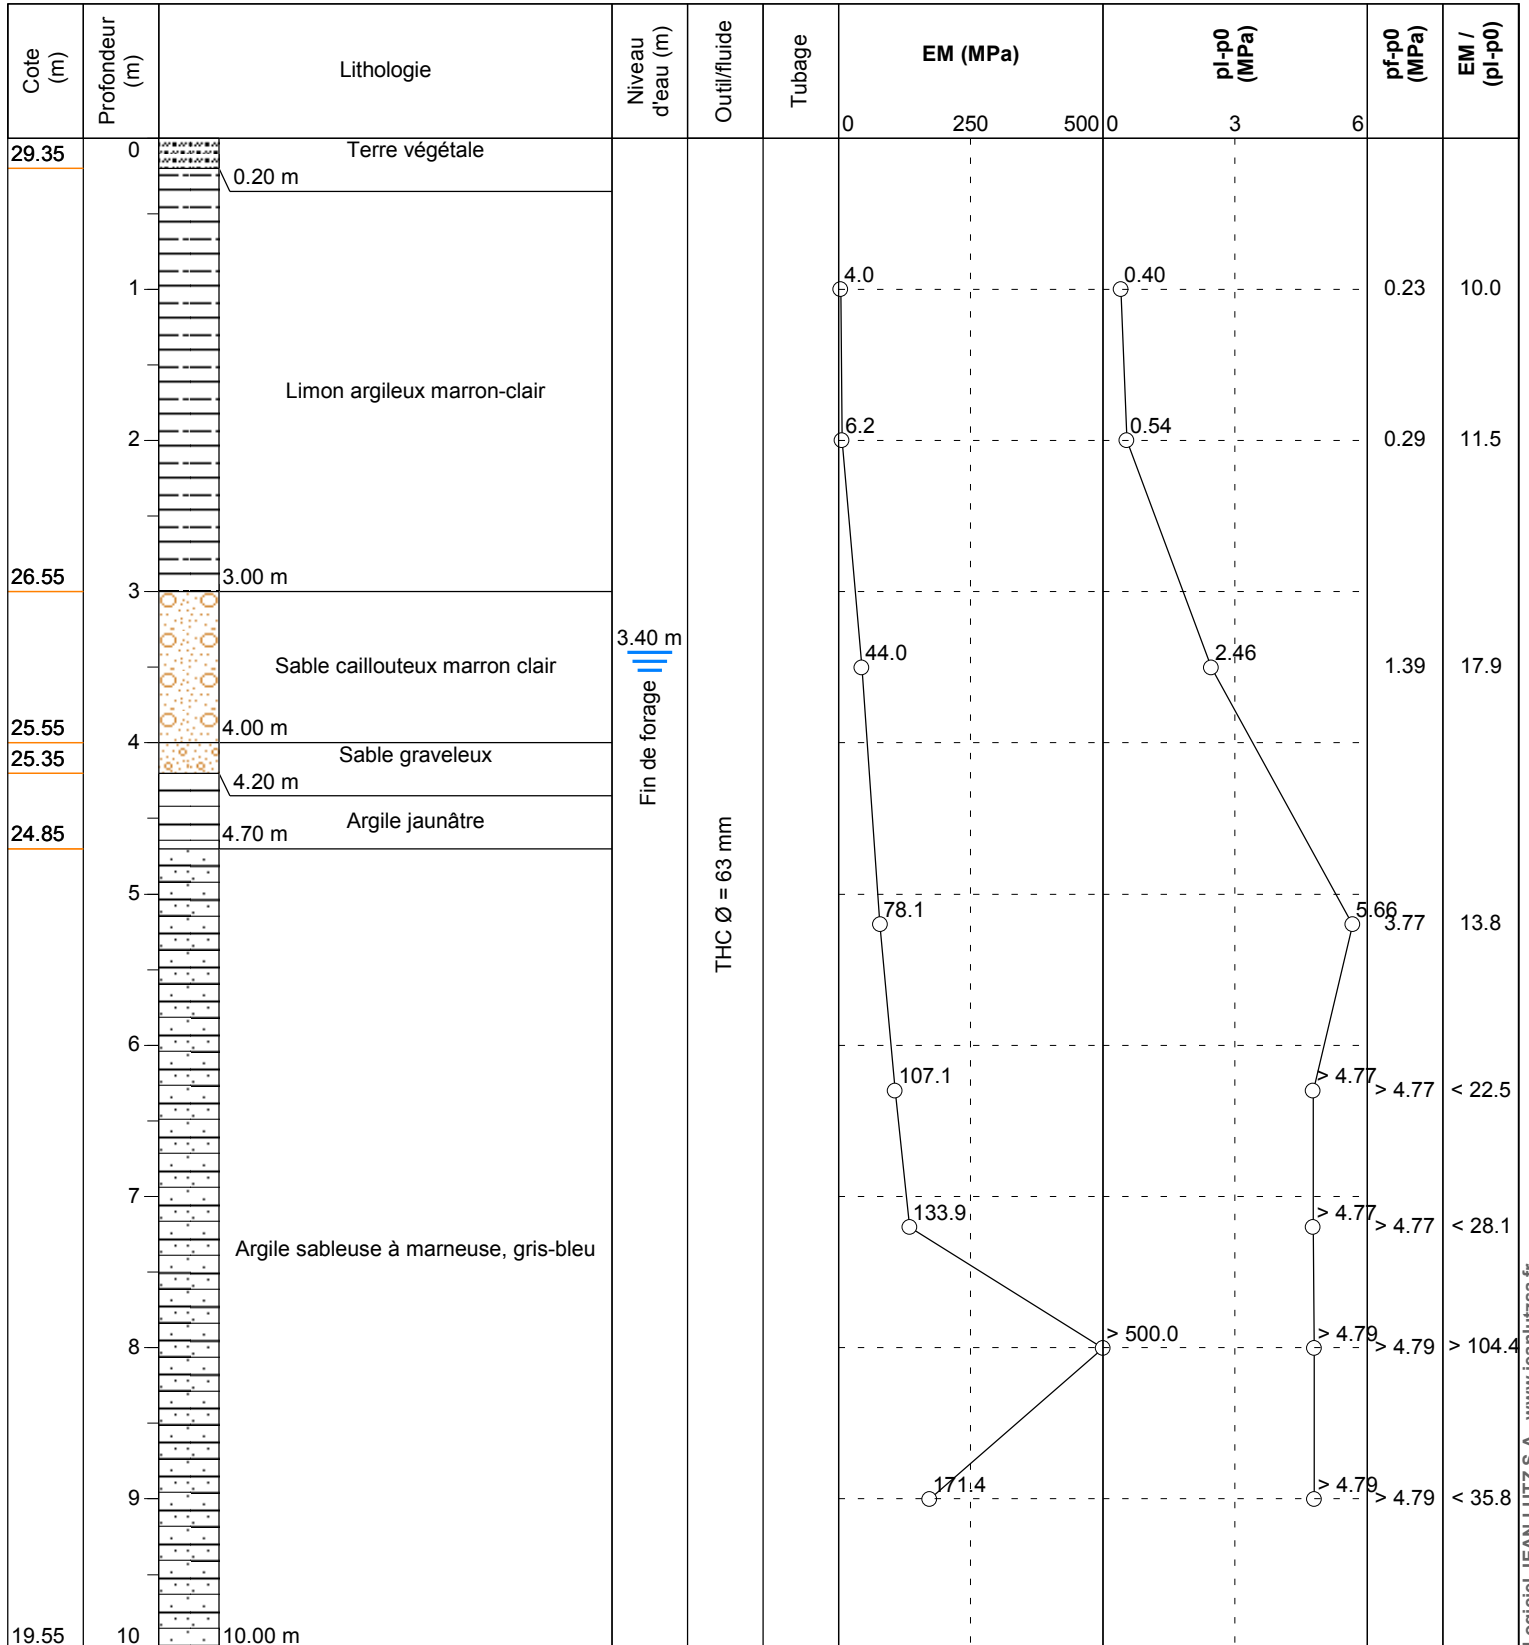 Cote (m)
Profondeur (m)
Lithologie
Niveau d'eau (m)
Outil/fluide
Tubage
EM (MPa)
pl-p0 (MPa)
pf-p0 (MPa)
EM / (pl-p0)
0 250 500 0 3 6
29.35 0 Terre végétale
0.20 m
1 4.0 0.40 0.23 10.0
Limon argileux marron-clair
2 6.2 0.54 0.29 11.5
26.55 3 3.00 m
3.40 m
Sable caillouteux marron clair 44.0 2.46 1.39 17.9
Fin de forage
25.55 4 4.00 m
25.35 Sable graveleux
4.20 m
Argile jaunâtre
24.85 4.70 m
THC Ø = 63 mm
5 78.1 5.66 3.77 13.8
6 107.1 > 4.77 > 4.77 < 22.5
7 133.9 > 4.77 > 4.77 < 28.1
Argile sableuse à marneuse, gris-bleu
8 > 500.0 > 4.79 > 4.79 > 104.4
9 171.4 > 4.79 > 4.79 < 35.8
19.55 10 10.00 m